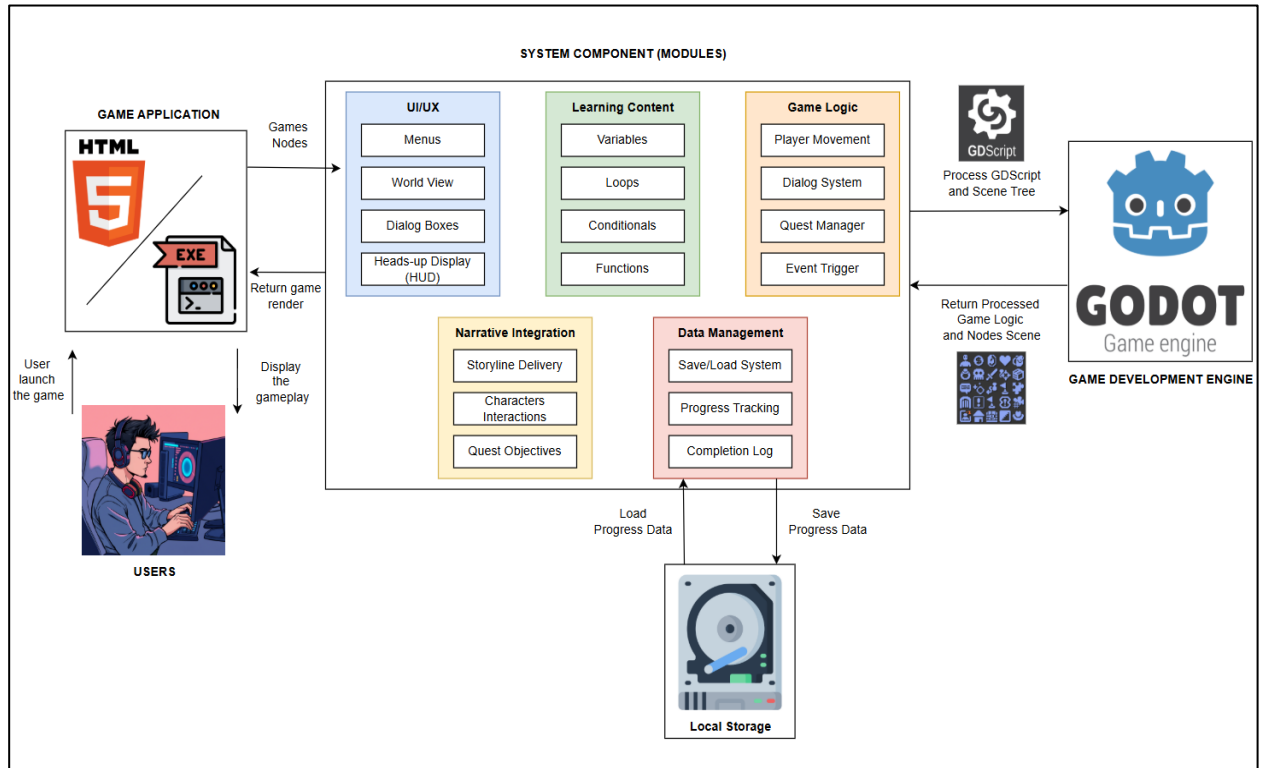 SYSTEM COMPONENT (MODULES)
GAME APPLICATION
HTML
5
EXE
>_
Games
Nodes
Return game
render
User
launch
the game
Display
the
gameplay
USERS
UI/UX
Menus
World View
Dialog Boxes
Heads-up Display
(HUD)
Learning Content
Variables
Loops
Conditionals
Functions
Game Logic
Player Movement
Dialog System
Quest Manager
Event Trigger
Narrative Integration
Storyline Delivery
Characters
Interactions
Quest Objectives
Data Management
Save/Load System
Progress Tracking
Completion Log
GDScript
Process GDScript
and Scene Tree
Return Processed
Game Logic
and Nodes Scene
GODOT
Game engine
GAME DEVELOPMENT ENGINE
Load
Progress Data
Save
Progress Data
Local Storage